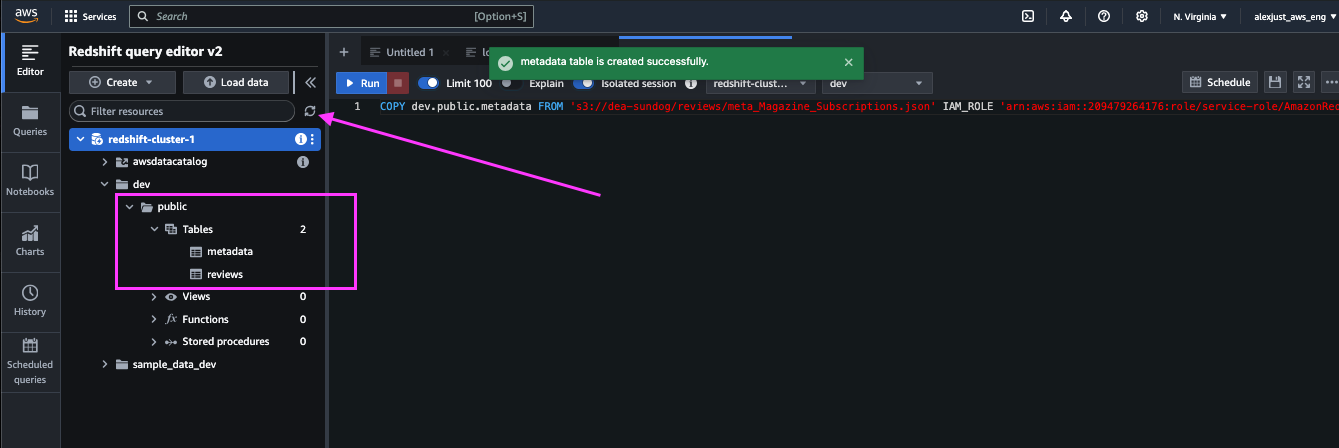 aws
Services
Search
[Option+S]
N. Virginia
alexjust_aws_eng
Editor
Queries
Notebooks
Charts
History
Scheduled
queries
Redshift query editor v2
Create
Load data
Filter resources
redshift-cluster-1
awsdatacatalog
dev
public
Tables 2
metadata
reviews
Views 0
fx Functions 0
Stored procedures 0
sample_data_dev
Untitled 1
metadata table is created successfully.
Run
Limit 100
Explain
Isolated session
redshift-clust...
dev
Schedule
1 COPY dev.public.metadata FROM 's3://dea-sundog/reviews/meta_Magazine_Subscriptions.json' IAM_ROLE 'arn:aws:iam::209479264176:role/service-role/AmazonRed